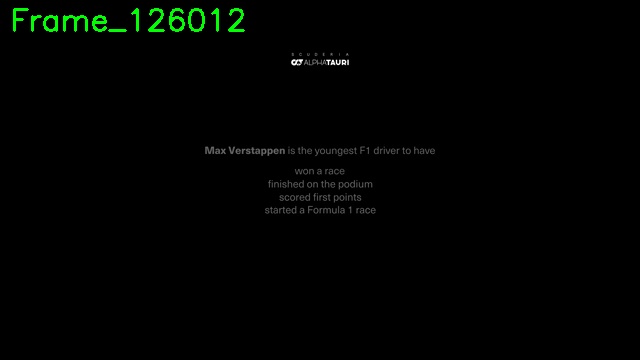 Frame_126012
SCUDERIA
ALPHATAURI
Max Verstappen is the youngest F1 driver to have
won a race
finished on the podium
scored first points
started a Formula 1 race